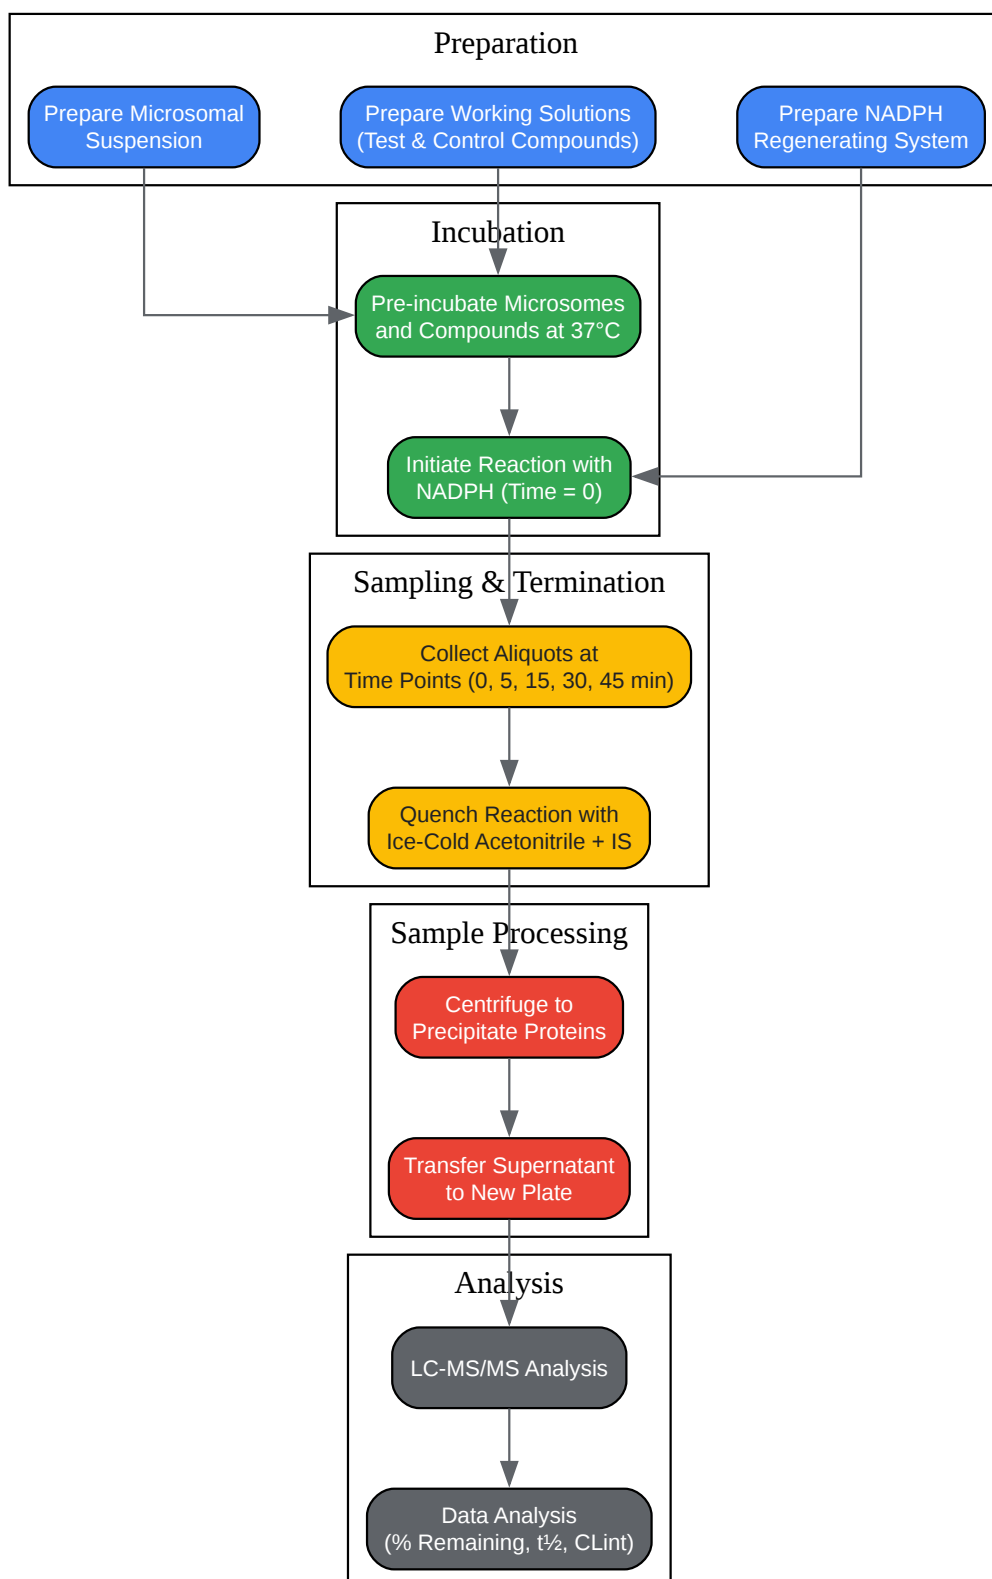 Preparation
Prepare Microsomal
Suspension
Prepare Working Solutions
(Test & Control Compounds)
Prepare NADPH
Regenerating System
Incubation
Pre-incubate Microsomes
and Compounds at 37°C
Initiate Reaction with
NADPH (Time = 0)
Sampling & Termination
Collect Aliquots at
Time Points (0, 5, 15, 30, 45 min)
Quench Reaction with
Ice-Cold Acetonitrile + IS
Sample Processing
Centrifuge to
Precipitate Proteins
Transfer Supernatant
to New Plate
Analysis
LC-MS/MS Analysis
Data Analysis
(% Remaining, t½, CLint)